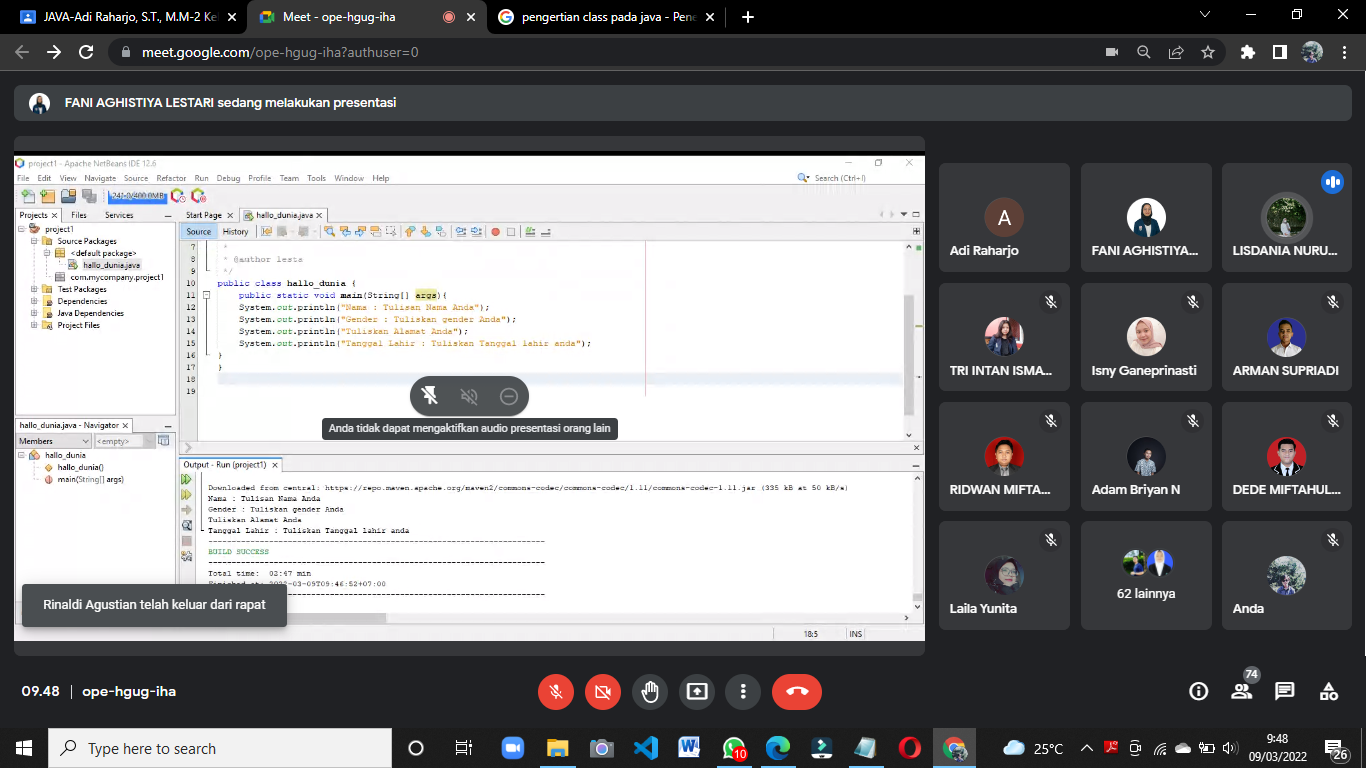 JAVA-Adi Raharjo, S.T., M.M-2 Ke
Meet - ope-hgug-iha
pengertian class pada java - Pene
meet.google.com/ope-hgug-iha?authuser=0
FANI AGHISTIYA LESTARI sedang melakukan presentasi
project1 - Apache NetBeans IDE 12.6
File Edit View Navigate Source Refactor Run Debug Profile Team Tools Window Help
Search (Ctrl+I)
241.0/400.0MB
Projects Files Services
Start Page hallo_dunia.java
Source History
project1
Source Packages
<default package>
hallo_dunia.java
com.mycompany.project1
Test Packages
Dependencies
Java Dependencies
Project Files
7 *
8 * @author lesta
9 */
10 public class hallo_dunia {
11 public static void main(String[] args){
12 System.out.println("Nama : Tulisan Nama Anda");
13 System.out.println("Gender : Tuliskan gender Anda");
14 System.out.println("Tuliskan Alamat Anda");
15 System.out.println("Tanggal Lahir : Tuliskan Tanggal lahir anda");
16 }
17 }
18
19
Anda tidak dapat mengaktifkan audio presentasi orang lain
hallo_dunia.java - Navigator
Members <empty>
hallo_dunia
hallo_dunia()
main(String[] args)
Output - Run (project1)
Downloaded from central: https://repo.maven.apache.org/maven2/commons-codec/commons-codec/1.11/commons-codec-1.11.jar (335 kB at 50 kB/s)
Nama : Tulisan Nama Anda
Gender : Tuliskan gender Anda
Tuliskan Alamat Anda
Tanggal Lahir : Tuliskan Tanggal lahir anda
------------------------------------------------------------------------
BUILD SUCCESS
------------------------------------------------------------------------
Total time: 02:47 min
2022-03-09T09:46:52+07:00
18:5 INS
Rinaldi Agustian telah keluar dari rapat
A
Adi Raharjo
FANI AGHISTIYA...
LISDANIA NURU...
TRI INTAN ISMA...
Isny Ganeprinasti
ARMAN SUPRIADI
RIDWAN MIFTA...
Adam Briyan N
DEDE MIFTAHUL...
Laila Yunita
62 lainnya
Anda
09.48 | ope-hgug-iha
74
Type here to search
10
25°C
9:48
09/03/2022
26